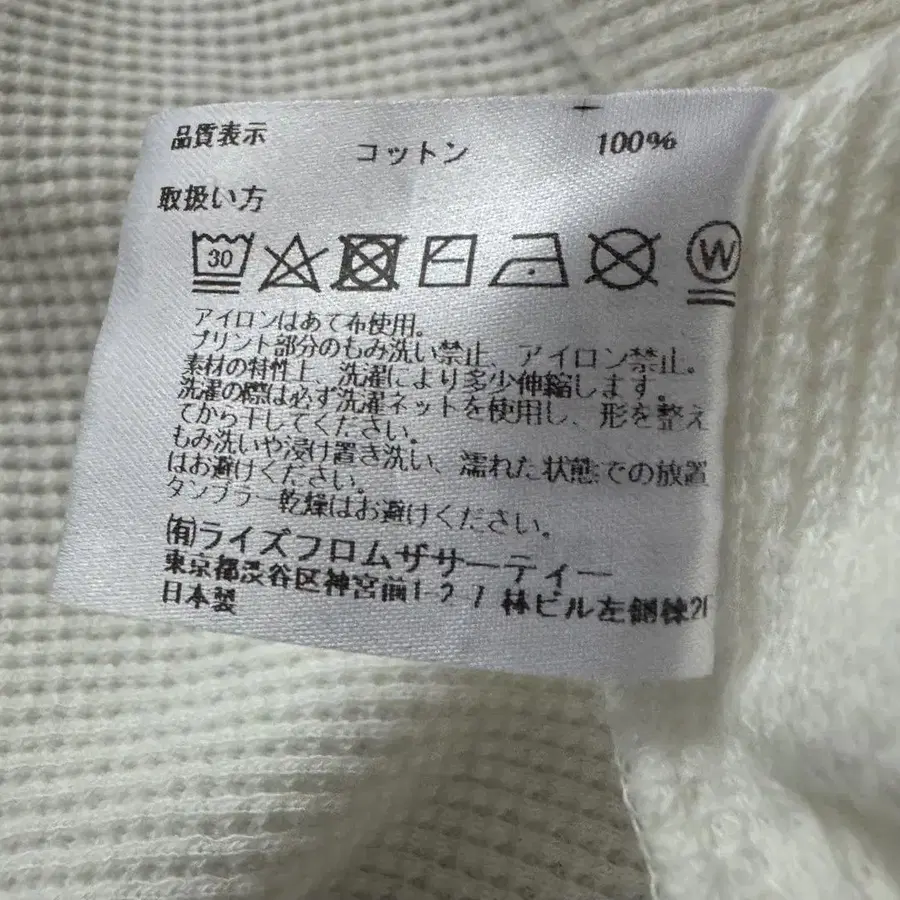 品質表示 コットン 100%
取扱い方
30 W
アイロンはあて布使用。
プリント部分のもみ洗い禁止、アイロン禁止。
素材の特性上、洗濯により多少伸縮します。
洗濯の際は必ず洗濯ネットを使用し、形を整え
てから干してください。
もみ洗いや浸け置き洗い、濡れた状態での放置
はお避けください。
タンブラー乾燥はお避けください。
(有)ライズフロムザサーティー
東京都渋谷区神宮前1-2-7 林ビル左側棟2F
日本製